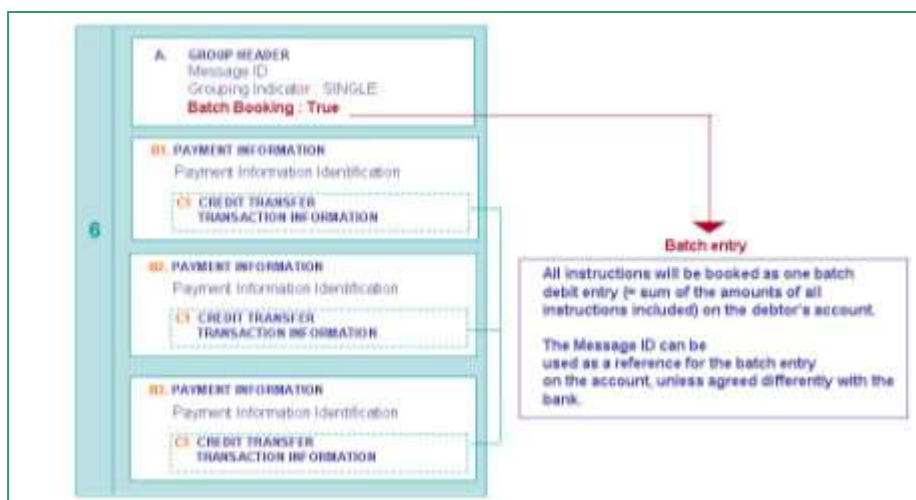 6
A. GROUP HEADER
Message ID
Grouping Indicator : SINGLE
Batch Booking : True
B1. PAYMENT INFORMATION
Payment Information Identification
C1 CREDIT TRANSFER
TRANSACTION INFORMATION
B2. PAYMENT INFORMATION
C1 CREDIT TRANSFER
TRANSACTION INFORMATION
B3. PAYMENT INFORMATION
Payment Information Identification
C1 CREDIT TRANSFER
TRANSACTION INFORMATION
Batch entry
All instructions will be booked as one batch
debit entry (= sum of the amounts of all
instructions included) on the debtor's account.
The Message ID can be
used as a reference for the batch entry
on the account, unless agreed differently with the
bank.